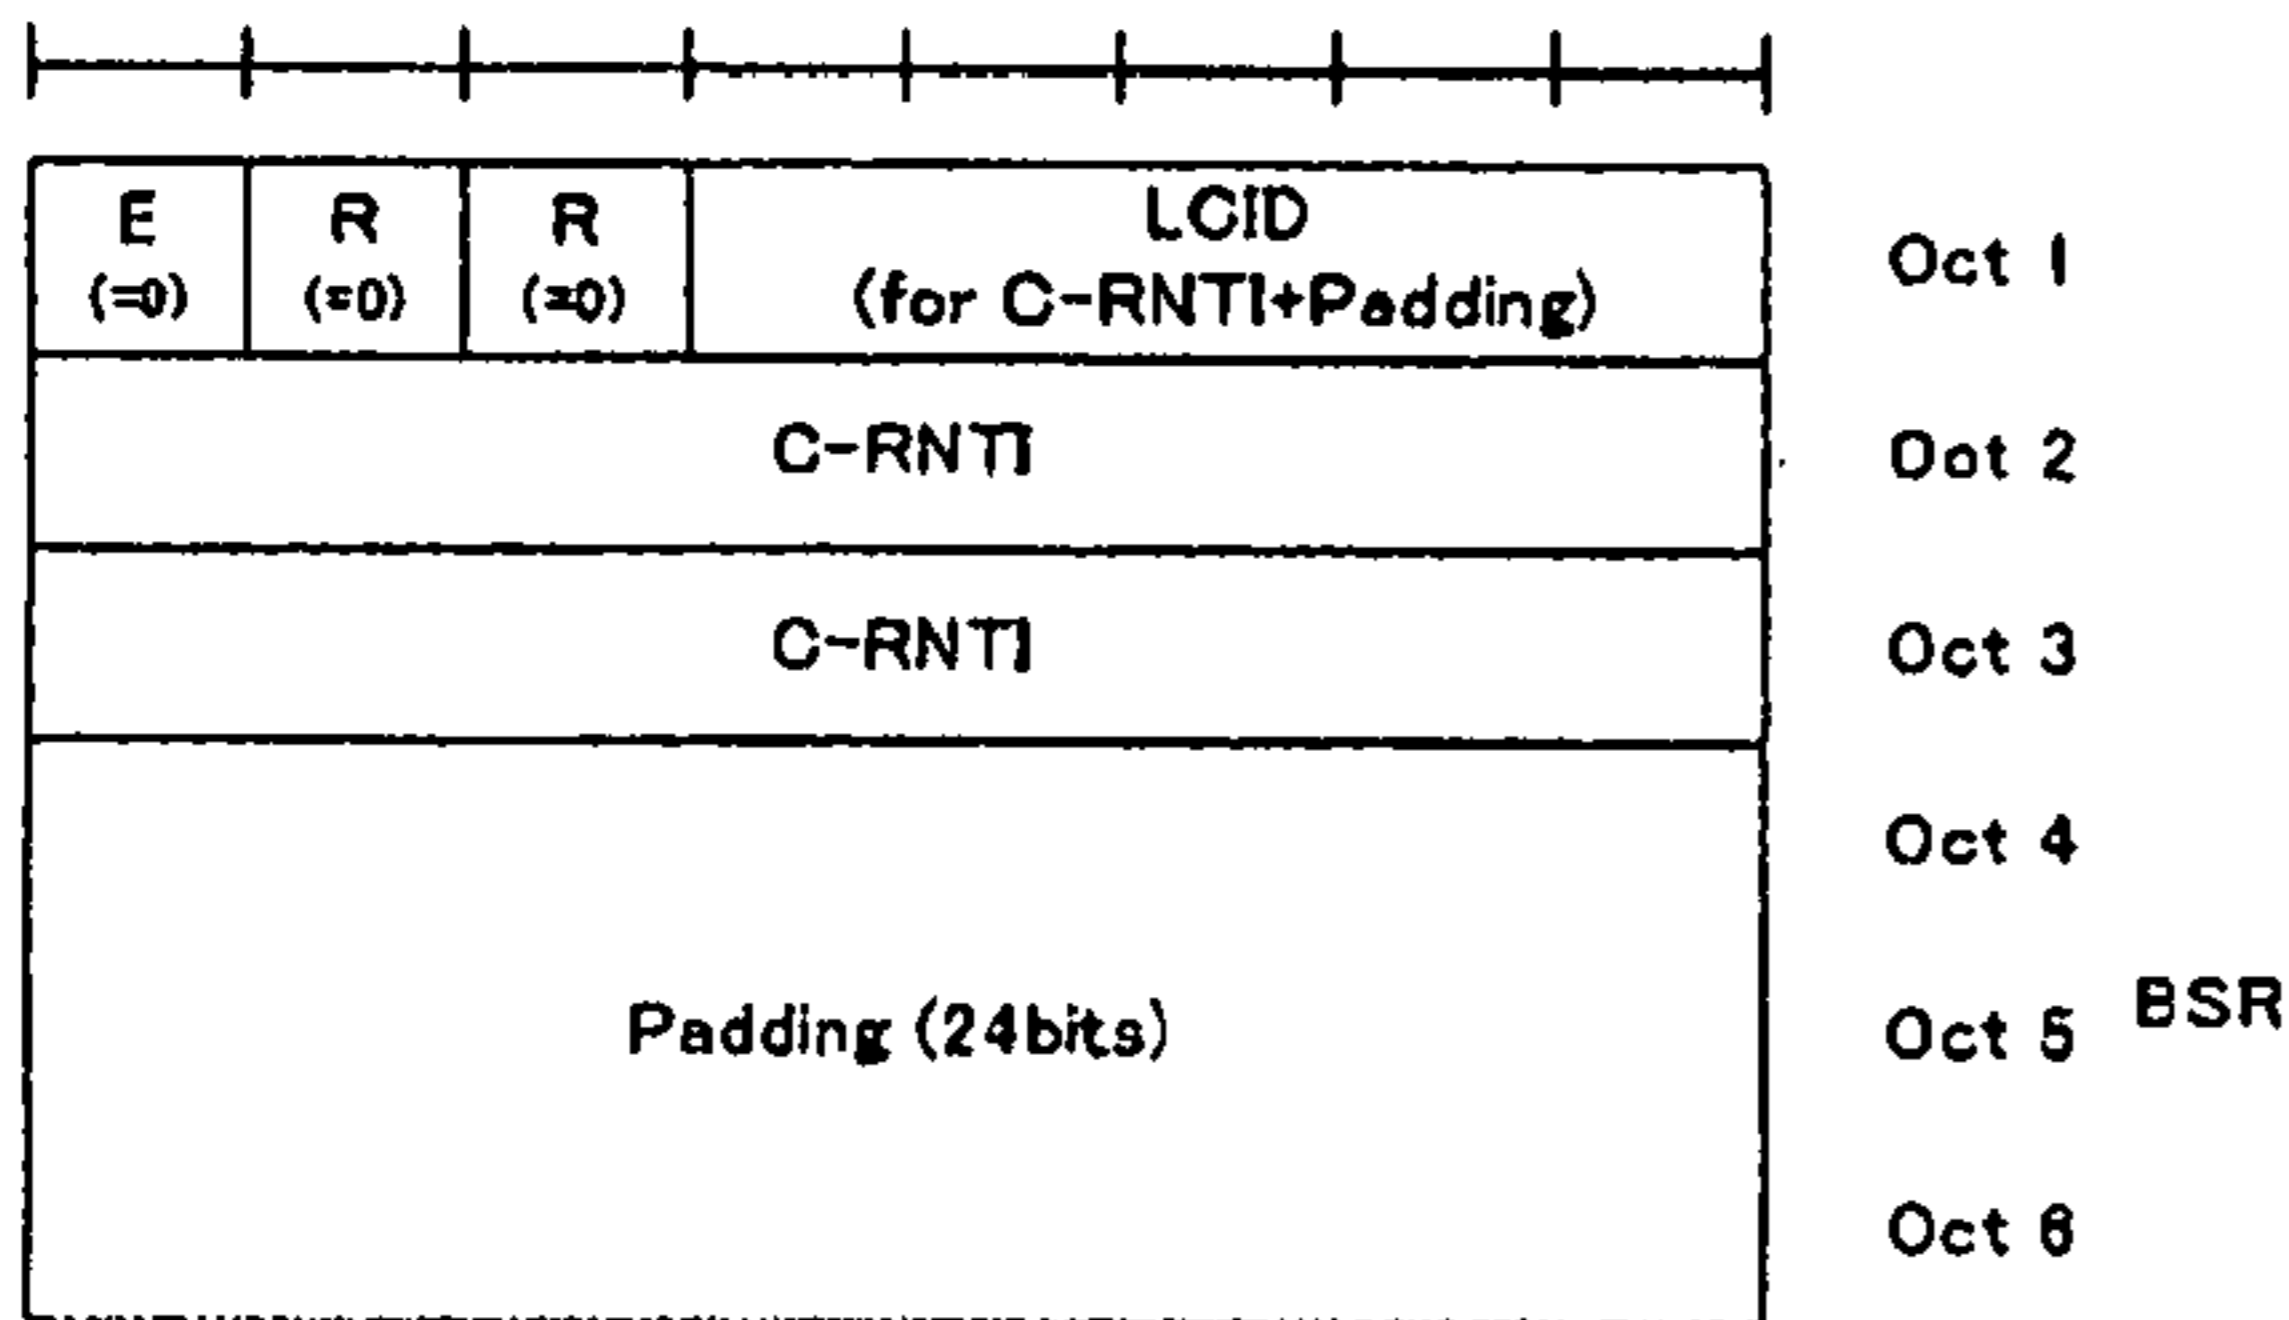 E R R LCID
(=0) (=0) (=0) (for C-RNTI+Padding) Oct 1
C-RNTI Oct 2
C-RNTI Oct 3
Oct 4
Padding (24bits) Oct 5 BSR
Oct 6